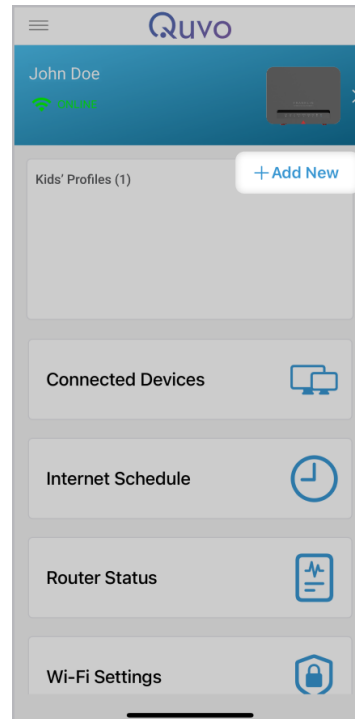 Quvo
John Doe
ONLINE
Kids' Profiles (1)
+Add New
Connected Devices
Internet Schedule
Router Status
Wi-Fi Settings